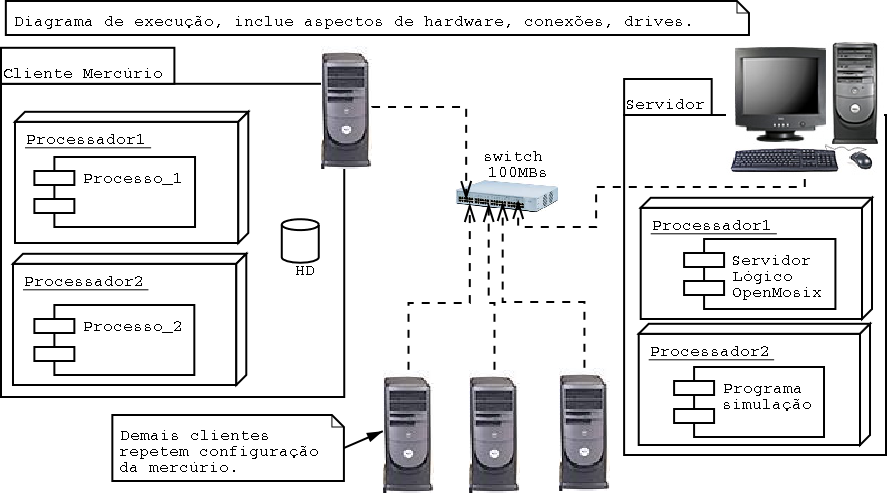 Diagrama de execução, inclue aspectos de hardware, conexões, drives.
Cliente Mercúrio
Processador1
Processo_1
HD
Processador2
Processo_2
switch
100MBs
Servidor
Processador1
Servidor
Lógico
OpenMosix
Processador2
Programa
simulação
Demais clientes
repetem configuração
da mercúrio.